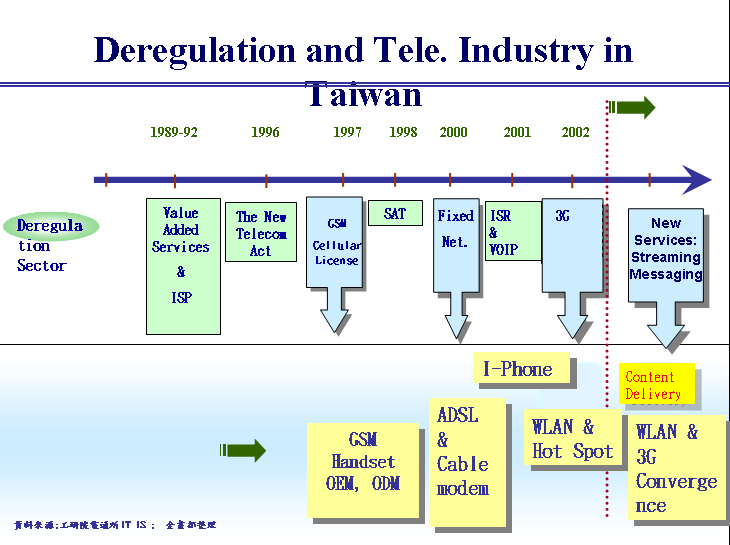 Deregulation and Tele. Industry in
Taiwan
1989-92
1996
1997
1998
2000
2001
2002
Deregula
tion
Sector
Value
Added
Services
&
ISP
The New
Telecom
Act
GSM
Cellular
License
SAT
Fixed
Net.
ISR
&
VOIP
3G
New
Services:
Streaming
Messaging
I-Phone
Content
Delivery
GSM
Handset
OEM, ODM
ADSL
&
Cable
modem
WLAN &
Hot Spot
WLAN &
3G
Converge
nce
資料來源:工研院電通所IT IS ; 企畫部整理